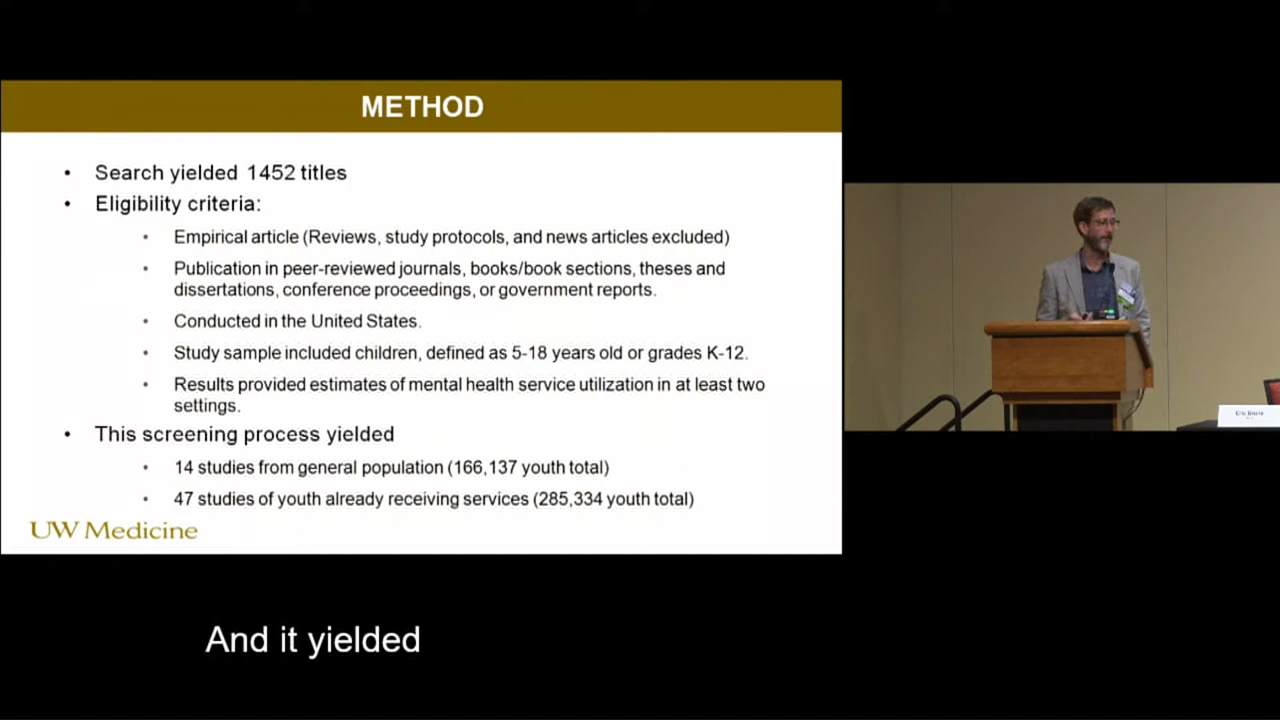 METHOD
• Search yielded 1452 titles
• Eligibility criteria:
• Empirical article (Reviews, study protocols, and news articles excluded)
• Publication in peer-reviewed journals, books/book sections, theses and
dissertations, conference proceedings, or government reports.
• Conducted in the United States.
• Study sample included children, defined as 5-18 years old or grades K-12.
• Results provided estimates of mental health service utilization in at least two
settings.
• This screening process yielded
• 14 studies from general population (166,137 youth total)
• 47 studies of youth already receiving services (285,334 youth total)
UW Medicine
And it yielded